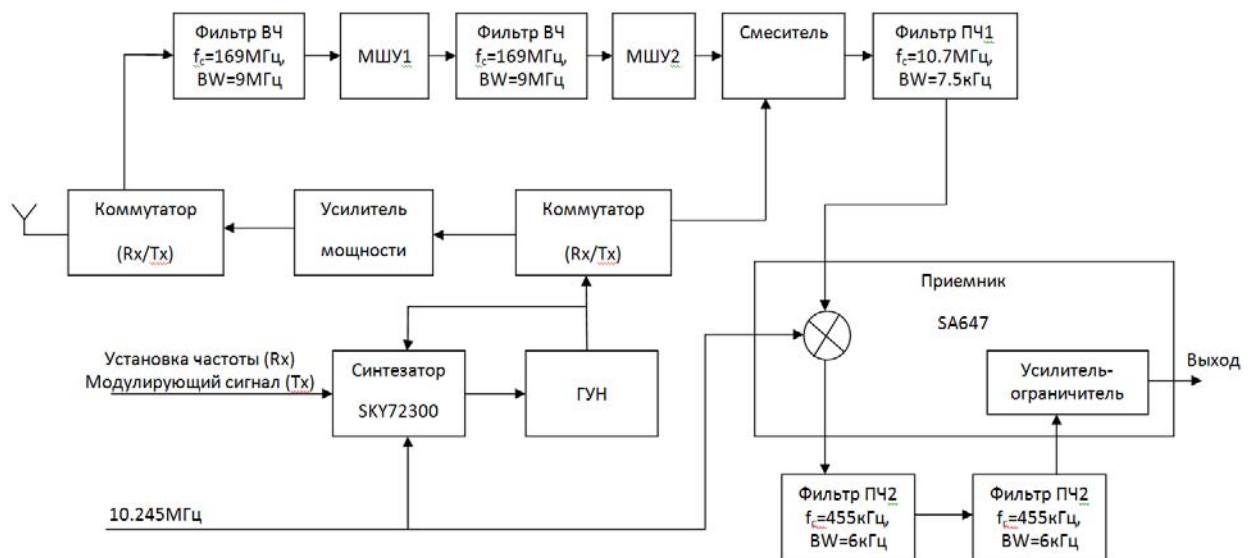 Фильтр ВЧ
fc=169МГц,
BW=9МГц
МШУ1
Фильтр ВЧ
fc=169МГц,
BW=9МГц
МШУ2
Смеситель
Фильтр ПЧ1
fc=10.7МГц,
BW=7.5кГц
Коммутатор
(Rx/Tx)
Усилитель
мощности
Коммутатор
(Rx/Tx)
Приемник
SA647
Установка частоты (Rx)
Модулирующий сигнал (Tx)
Синтезатор
SKY72300
ГУН
Усилитель-
ограничитель
Выход
10.245МГц
Фильтр ПЧ2
fc=455кГц,
BW=6кГц
Фильтр ПЧ2
fc=455кГц,
BW=6кГц